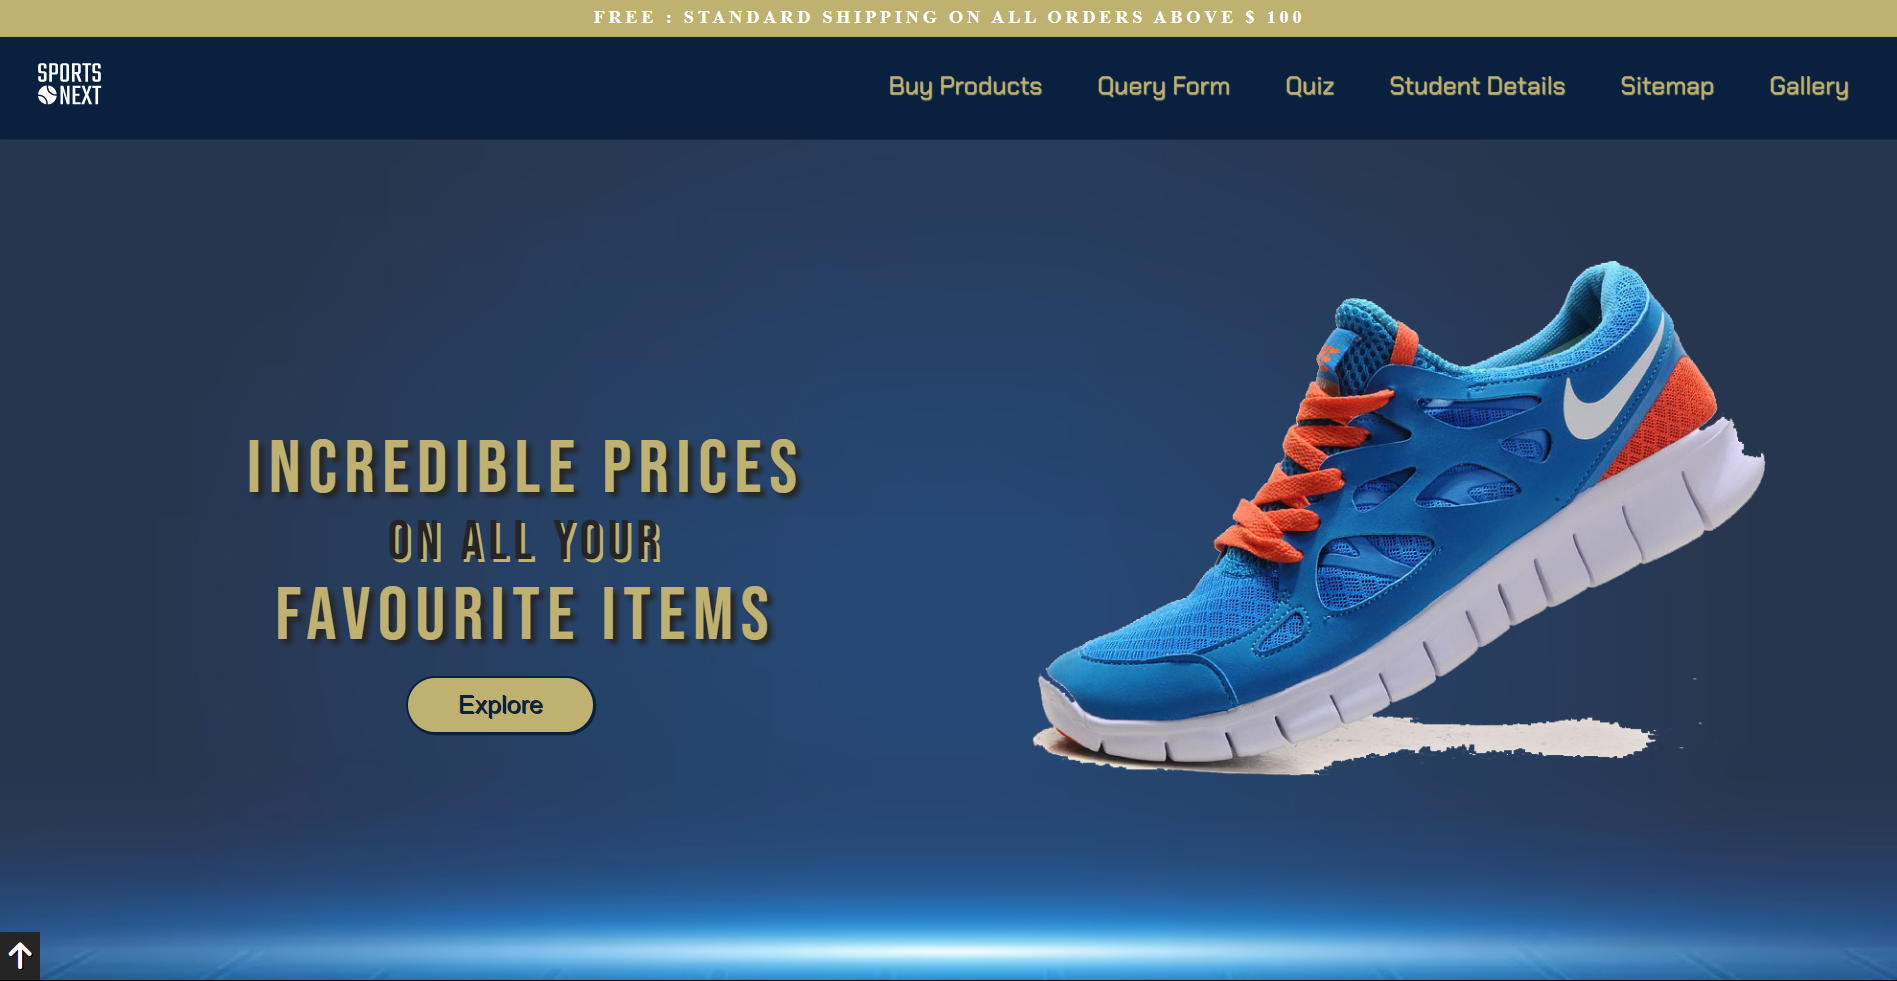 FREE : STANDARD SHIPPING ON ALL ORDERS ABOVE $ 100
SPORTS
NEXT
Buy Products Query Form Quiz Student Details Sitemap Gallery
INCREDIBLE PRICES
ON ALL YOUR
FAVOURITE ITEMS
Explore